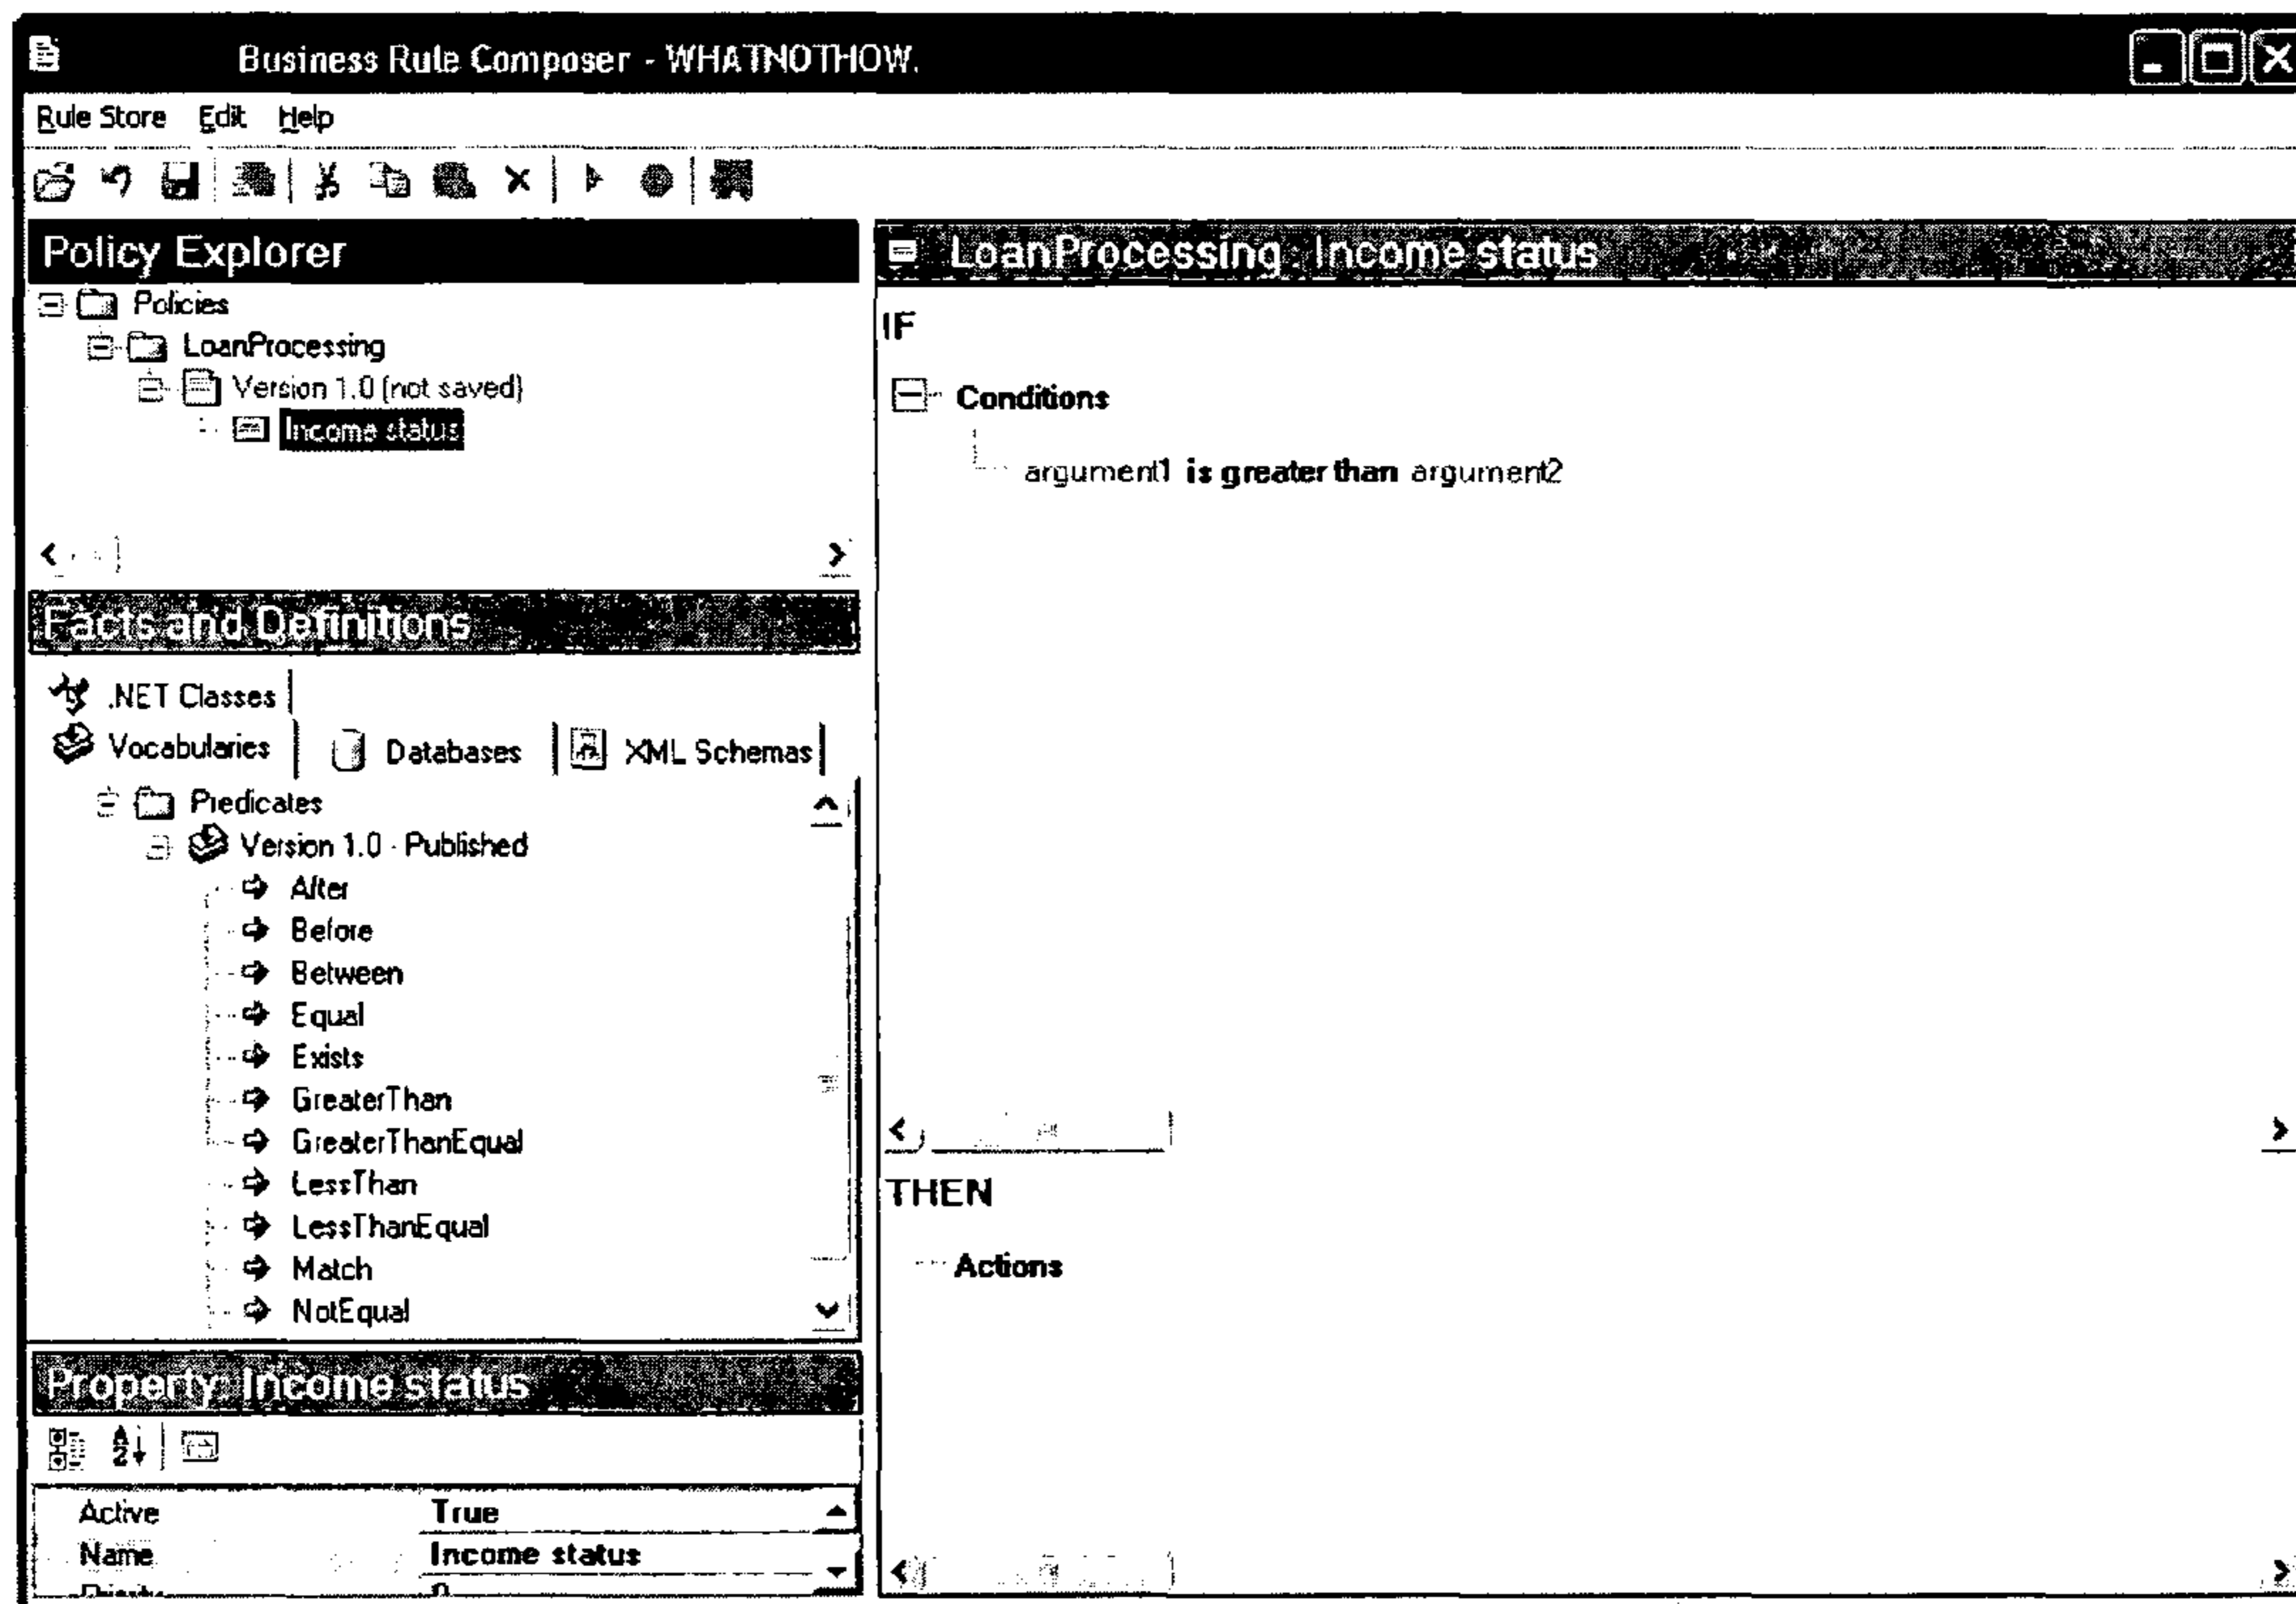 Business Rule Composer - WHATNOTHOW.
Rule Store Edit Help
Policy Explorer
Policies
LoanProcessing
Version 1.0 (not saved)
Income status
Facts and Definitions
.NET Classes
Vocabularies Databases XML Schemas
Predicates
Version 1.0 - Published
After
Before
Between
Equal
Exists
GreaterThan
GreaterThanEqual
LessThan
LessThanEqual
Match
NotEqual
Property: Income status
Active True
Name Income status
LoanProcessing. Income status
IF
Conditions
argument1 is greater than argument2
THEN
Actions